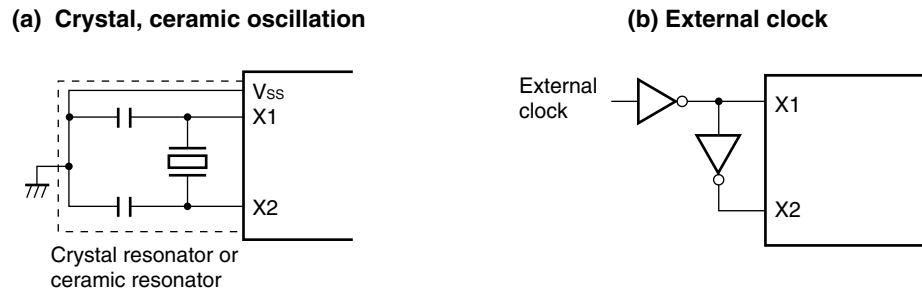 (a) Crystal, ceramic oscillation
VSS
X1
X2
Crystal resonator or
ceramic resonator
(b) External clock
External
clock
X1
X2